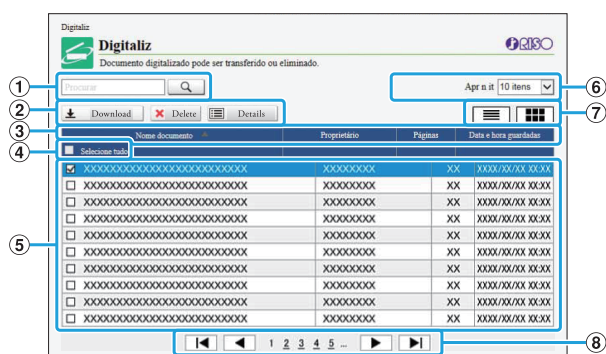 Digitaliz
Digitaliz
RISO
Documento digitalizado pode ser transferido ou eliminado.
1 Procurar Apr n it 10 itens 6
2 Download Delete Details 7
3 Nome documento Proprietário Páginas Data e hora guardadas
4 Selecione tudo
XXXXXXXXXXXXXXXXXXXXXXXXXX XXXXXXXX XX XXXX/XX/XX XX:XX
XXXXXXXXXXXXXXXXXXXXXXXXXX XXXXXXXX XX XXXX/XX/XX XX:XX
XXXXXXXXXXXXXXXXXXXXXXXXXX XXXXXXXX XX XXXX/XX/XX XX:XX
XXXXXXXXXXXXXXXXXXXXXXXXXX XXXXXXXX XX XXXX/XX/XX XX:XX
5 XXXXXXXXXXXXXXXXXXXXXXXXXX XXXXXXXX XX XXXX/XX/XX XX:XX
XXXXXXXXXXXXXXXXXXXXXXXXXX XXXXXXXX XX XXXX/XX/XX XX:XX
XXXXXXXXXXXXXXXXXXXXXXXXXX XXXXXXXX XX XXXX/XX/XX XX:XX
XXXXXXXXXXXXXXXXXXXXXXXXXX XXXXXXXX XX XXXX/XX/XX XX:XX
XXXXXXXXXXXXXXXXXXXXXXXXXX XXXXXXXX XX XXXX/XX/XX XX:XX
XXXXXXXXXXXXXXXXXXXXXXXXXX XXXXXXXX XX XXXX/XX/XX XX:XX
1 2 3 4 5 ... 8